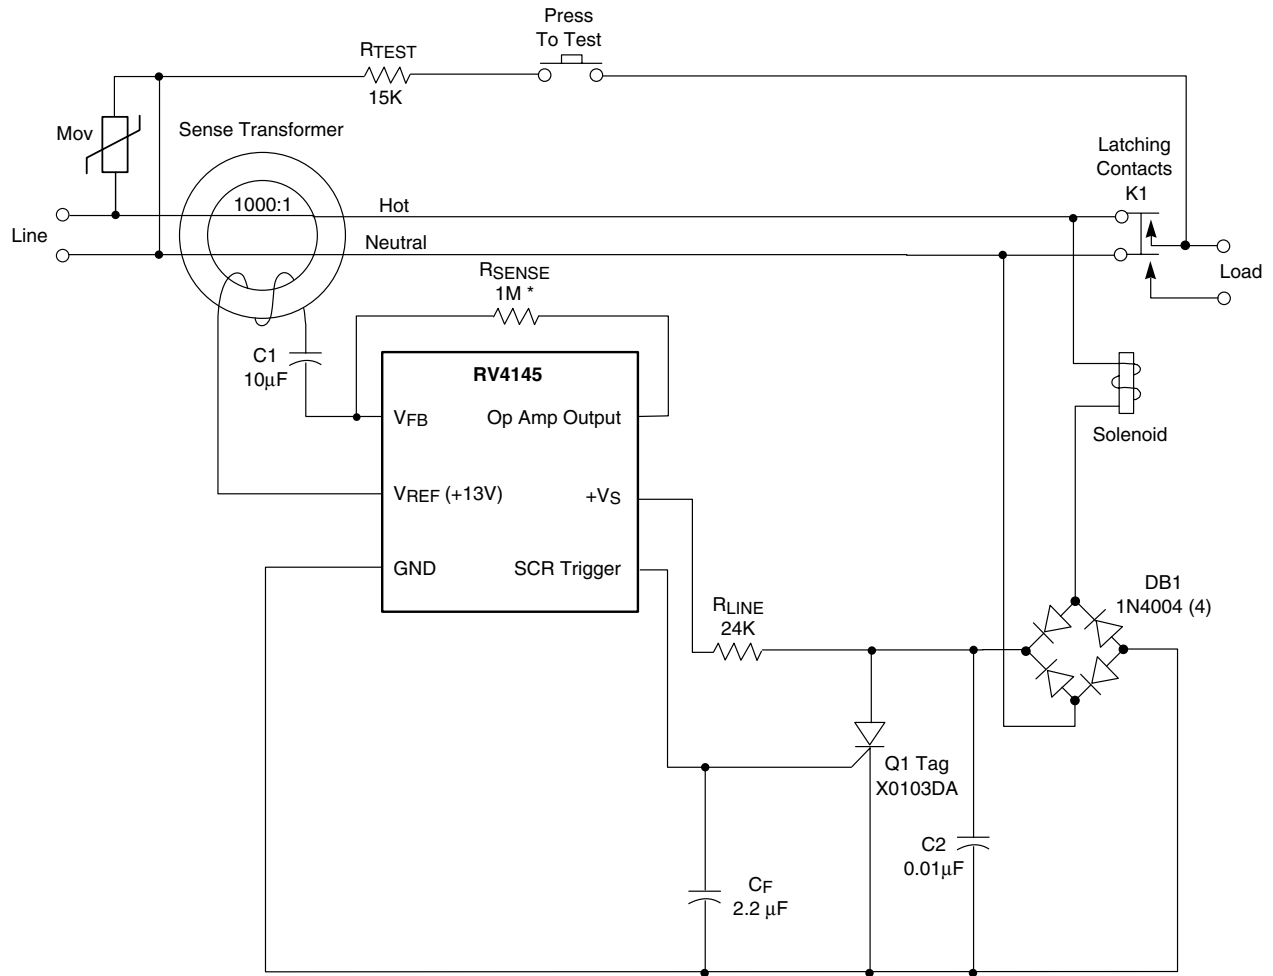 Press
To Test
RTEST
15K
Mov
Sense Transformer
Latching
Contacts
K1
1000:1
Hot
Line
Neutral
Load
RSENSE
1M *
C1
10µF
RV4145
VFB
Op Amp Output
Solenoid
VREF (+13V)
+VS
GND
SCR Trigger
DB1
1N4004 (4)
RLINE
24K
Q1 Tag
X0103DA
C2
0.01µF
CF
2.2 µF